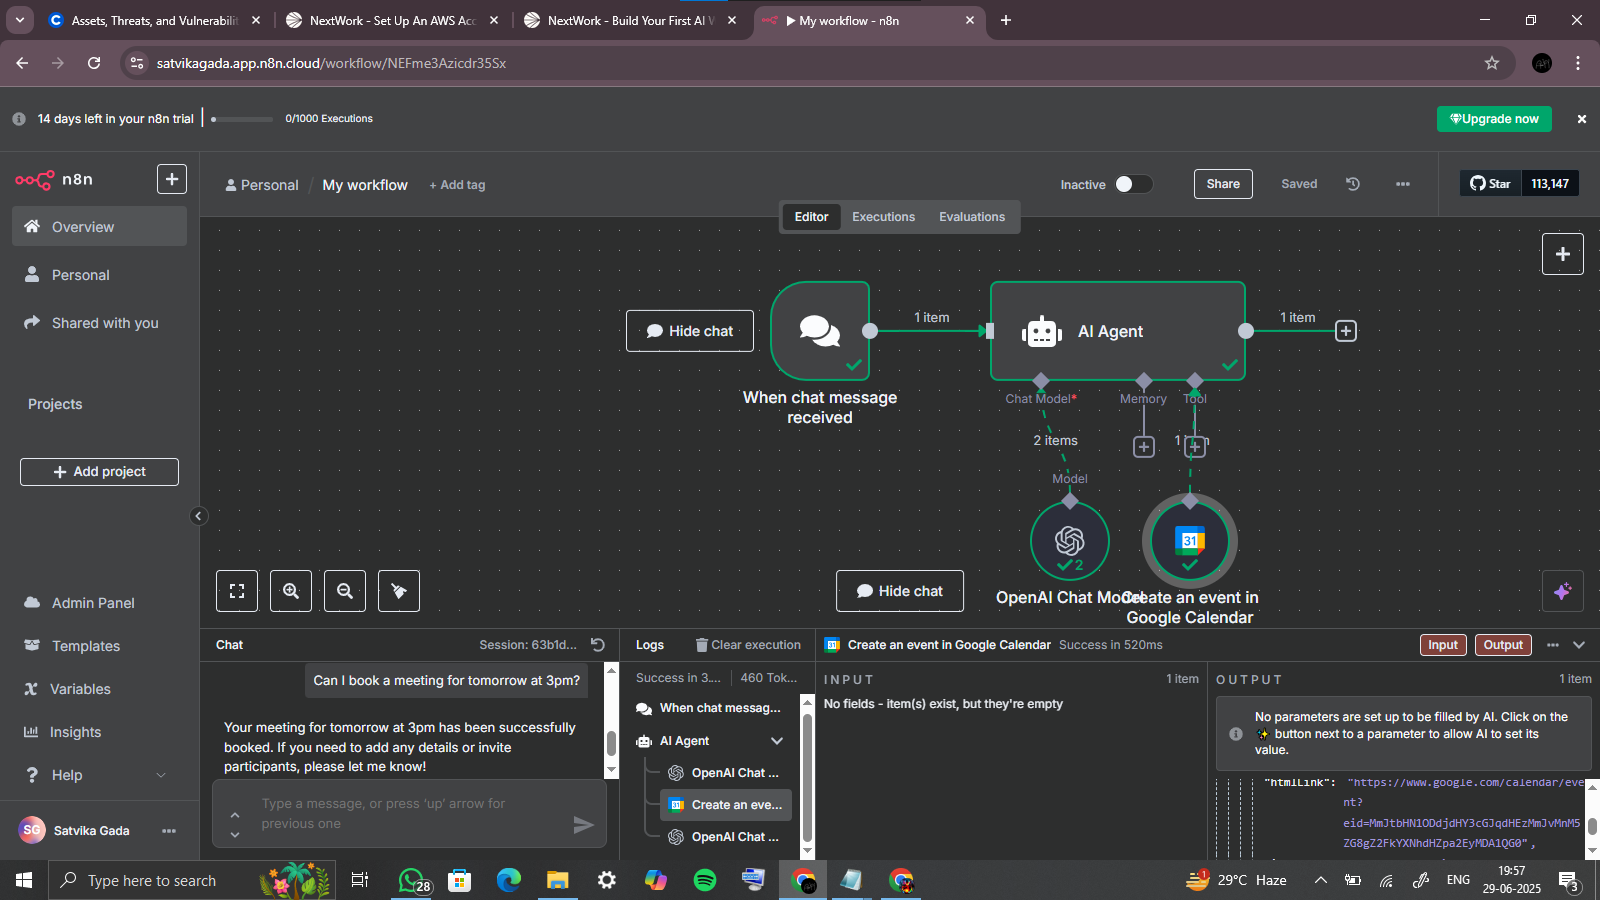 Assets, Threats, and Vulnerabilit
NextWork - Set Up An AWS Acc
NextWork - Build Your First AI W
▶ My workflow - n8n
satvikagada.app.n8n.cloud/workflow/NEFme3Azicdr35Sx
14 days left in your n8n trial
0/1000 Executions
Upgrade now
n8n
Personal / My workflow + Add tag
Inactive
Share
Saved
Star 113,147
Editor
Executions
Evaluations
Overview
Personal
Shared with you
Projects
+ Add project
Admin Panel
Templates
Variables
Insights
Help
SG
Satvika Gada
Hide chat
1 item
AI Agent
1 item
When chat message
received
Chat Model*
Memory
Tool
2 items
Model
31
2
Hide chat
OpenAI Chat Model
Create an event in
Google Calendar
Chat
Session: 63b1d...
Can I book a meeting for tomorrow at 3pm?
Your meeting for tomorrow at 3pm has been successfully
booked. If you need to add any details or invite
participants, please let me know!
Type a message, or press 'up' arrow for
previous one
Logs
Clear execution
Success in 3....
460 Tok...
When chat messag...
AI Agent
OpenAI Chat ...
Create an eve...
OpenAI Chat ...
Create an event in Google Calendar Success in 520ms
Input
Output
INPUT
1 item
No fields - item(s) exist, but they're empty
OUTPUT
1 item
No parameters are set up to be filled by AI. Click on the
✨ button next to a parameter to allow AI to set its
value.
"htmlLink": "https://www.google.com/calendar/eve
nt?
eid=MmJtbHN1ODdjdHY3cGJqdHEzMmJvMnM5
ZG8gZ2FkYXNhdHZpa2EyMDA1QG0",
Type here to search
28
1
29°C Haze
ENG
19:57
29-06-2025
3